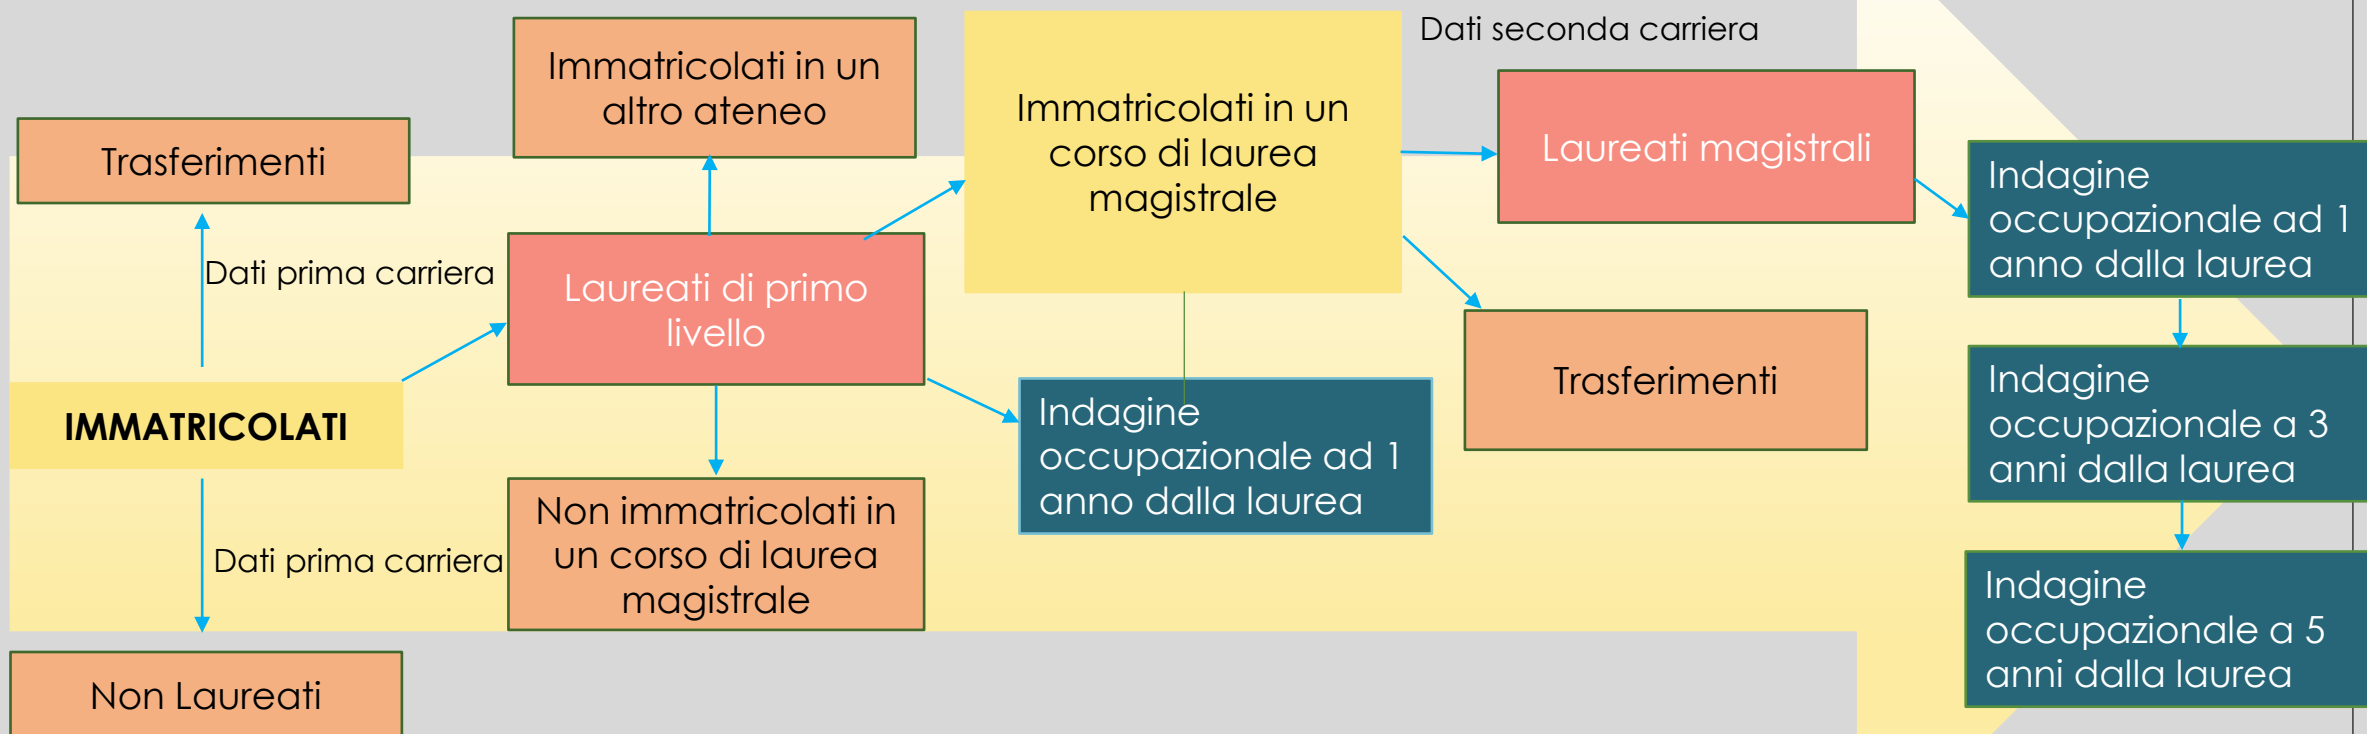 Dati seconda carriera
Immatricolati in un
altro ateneo
Immatricolati in un
corso di laurea
magistrale
Laureati magistrali
Trasferimenti
Indagine
occupazionale ad 1
anno dalla laurea
Dati prima carriera
Laureati di primo
livello
Trasferimenti
Indagine
occupazionale a 3
anni dalla laurea
IMMATRICOLATI
Indagine
occupazionale ad 1
anno dalla laurea
Non immatricolati in
un corso di laurea
magistrale
Dati prima carriera
Indagine
occupazionale a 5
anni dalla laurea
Non Laureati